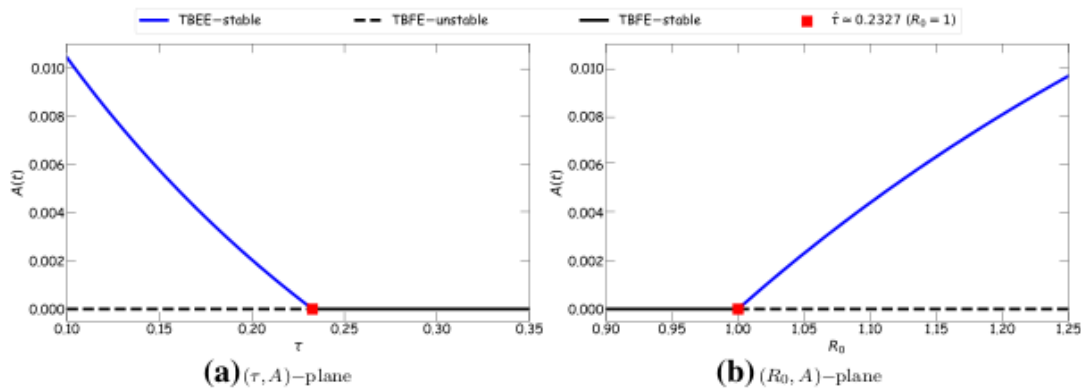 TBEE−stable TBFE−unstable TBFE−stable τ̂ ≃ 0.2327 (R₀ = 1)
0.010
0.008
0.006
0.004
0.002
0.000
A(t)
0.10 0.15 0.20 0.25 0.30 0.35
τ
(a) (τ, A)−plane
0.010
0.008
0.006
0.004
0.002
0.000
A(t)
0.90 0.95 1.00 1.05 1.10 1.15 1.20 1.25
R₀
(b) (R₀, A)−plane